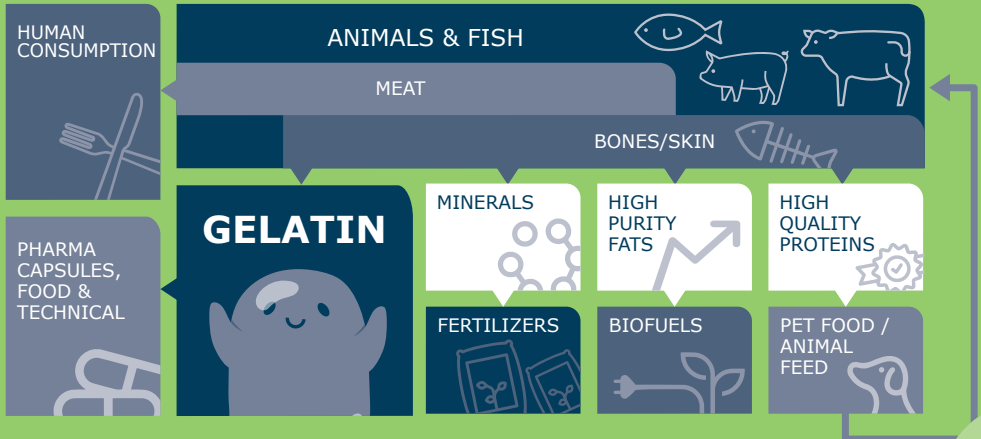 HUMAN
CONSUMPTION
ANIMALS & FISH
MEAT
BONES/SKIN
PHARMA
CAPSULES,
FOOD &
TECHNICAL
GELATIN
MINERALS
HIGH
PURITY
FATS
HIGH
QUALITY
PROTEINS
FERTILIZERS
BIOFUELS
PET FOOD /
ANIMAL
FEED